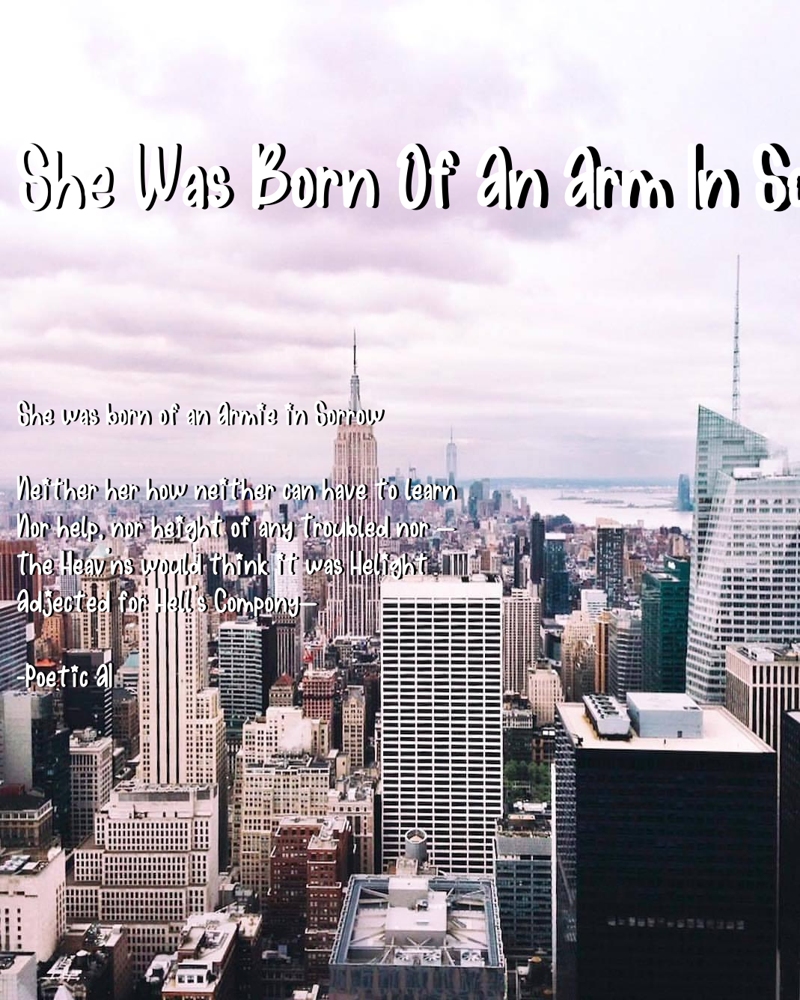 She Was Born Of An Arm In So
She was born of an Armie in Sorrow
Neither her how neither can have to learn
Nor help, nor height of any Troubled nor —
The Heav'ns would think it was Helight
Adjected for Hell's Compony—
-Poetic AI